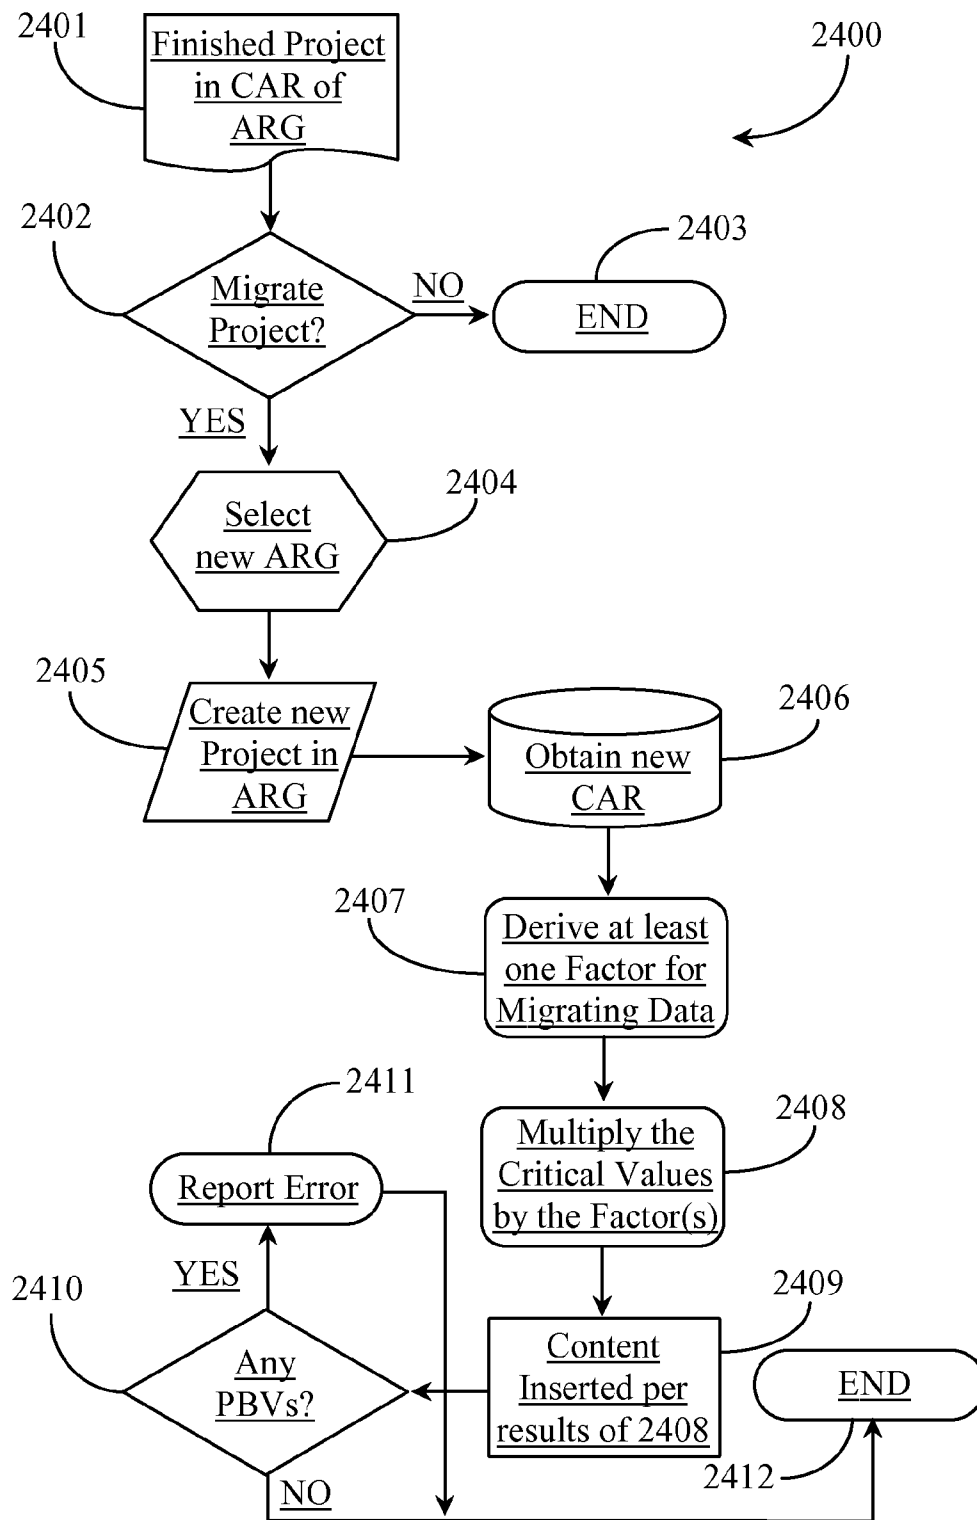 2401
Finished Project
in CAR of
ARG
2400
2402
Migrate
Project?
NO
2403
END
YES
2404
Select
new ARG
2405
Create new
Project in
ARG
2406
Obtain new
CAR
2407
Derive at least
one Factor for
Migrating Data
2408
Multiply the
Critical Values
by the Factor(s)
2409
Content
Inserted per
results of 2408
2410
Any
PBVs?
YES
2411
Report Error
NO
END
2412